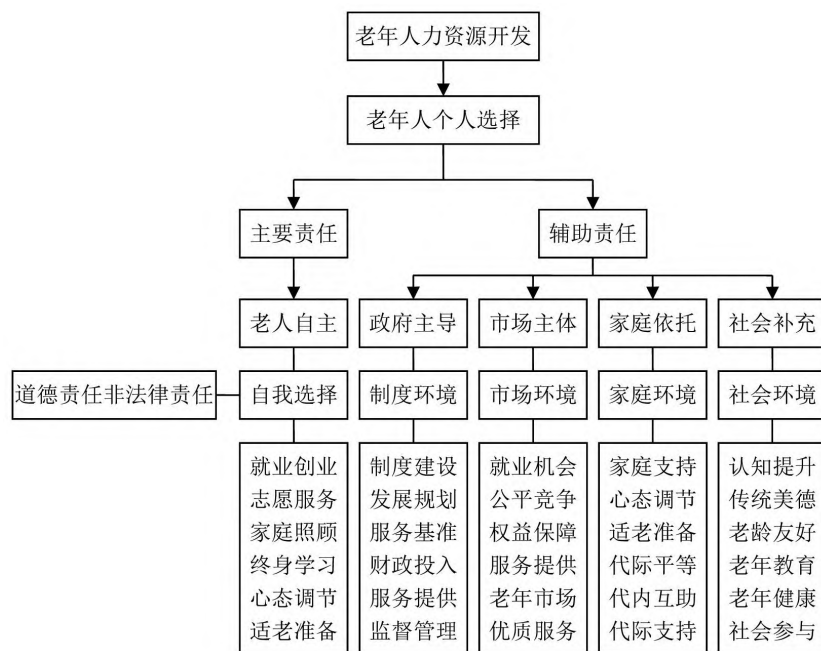 老年人力资源开发
老年人个人选择
主要责任
辅助责任
老人自主
政府主导
市场主体
家庭依托
社会补充
道德责任非法律责任
自我选择
制度环境
市场环境
家庭环境
社会环境
就业创业
志愿服务
家庭照顾
终身学习
心态调节
适老准备
制度建设
发展规划
服务基准
财政投入
服务提供
监督管理
就业机会
公平竞争
权益保障
服务提供
老年市场
优质服务
家庭支持
心态调节
适老准备
代际平等
代内互助
代际支持
认知提升
传统美德
老龄友好
老年教育
老年健康
社会参与